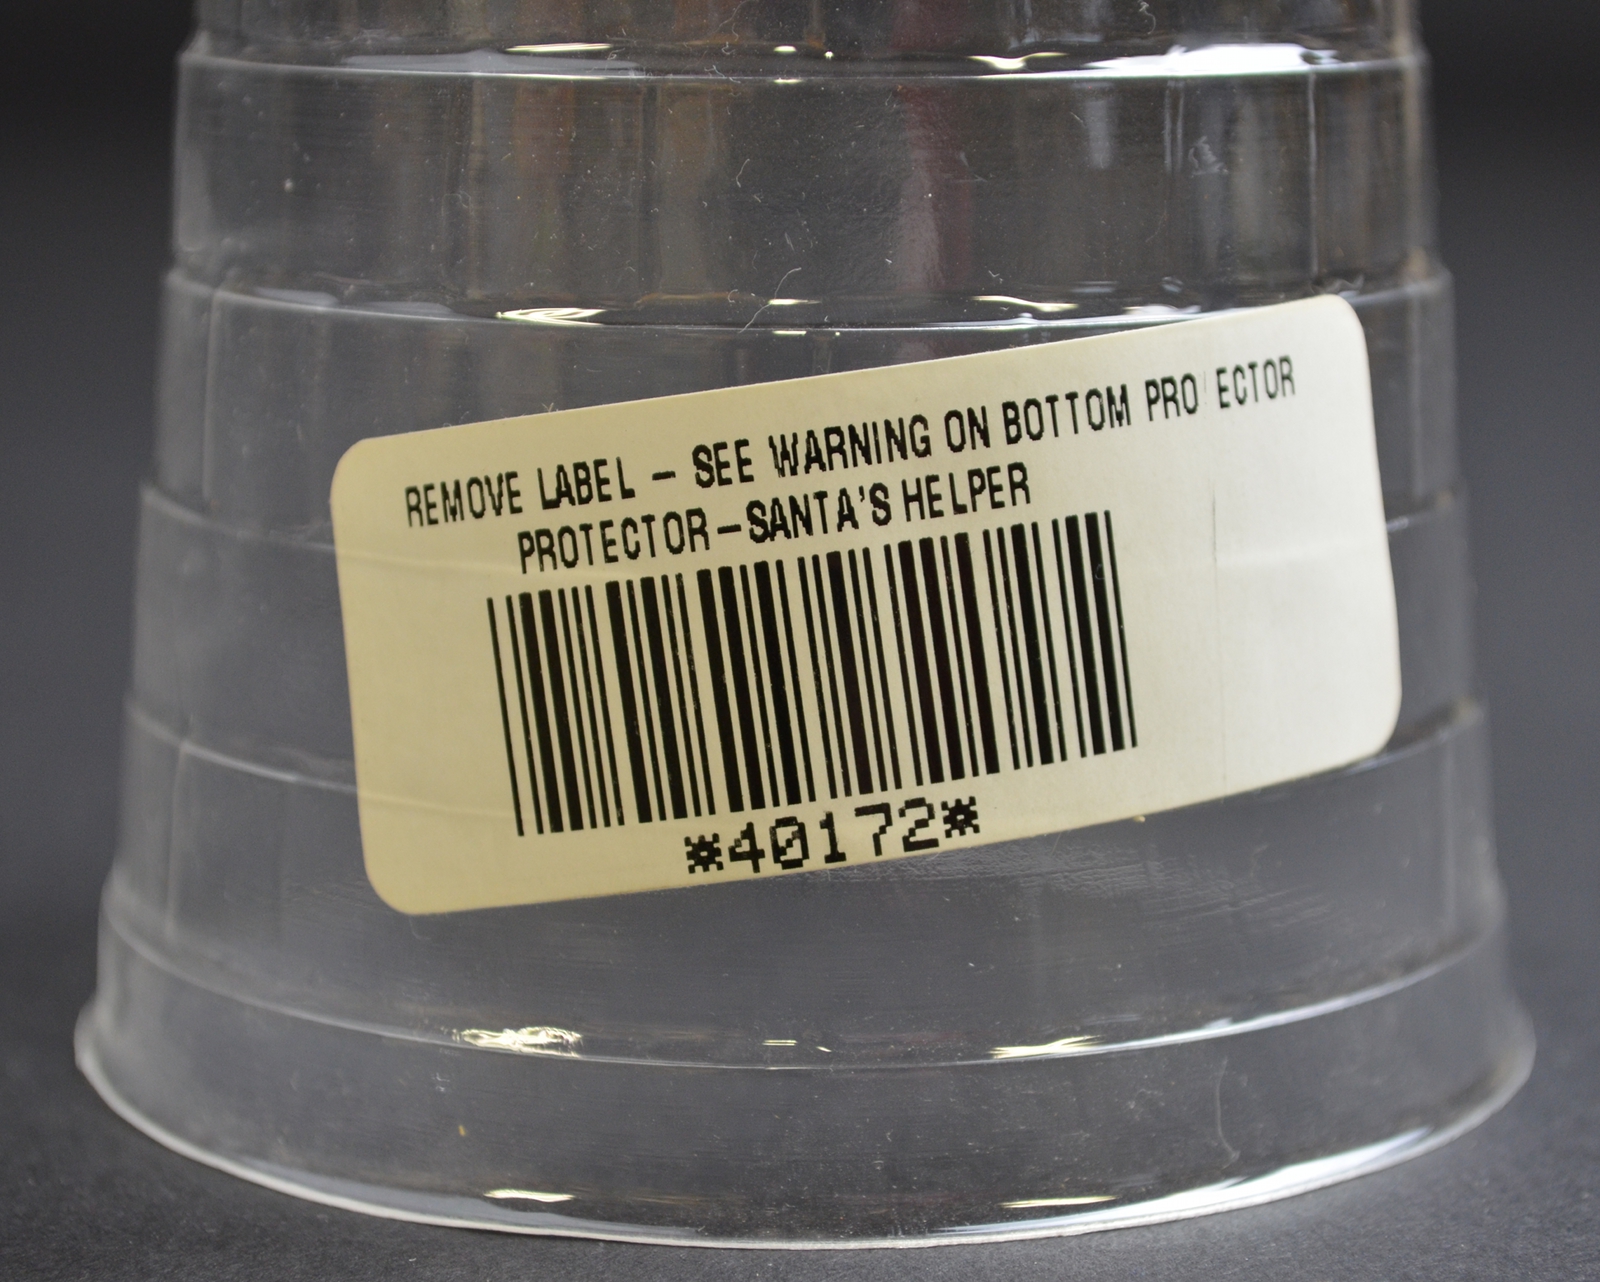 REMOVE LABEL - SEE WARNING ON BOTTOM PRO ECTOR
PROTECTOR-SANTA'S HELPER
*40172*